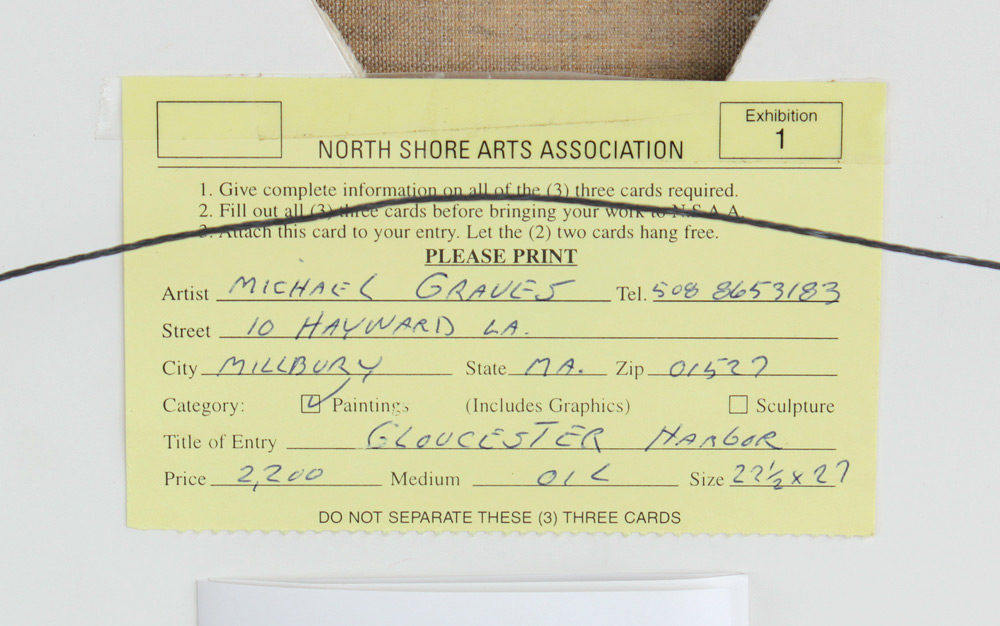 Exhibition
1
NORTH SHORE ARTS ASSOCIATION
1. Give complete information on all of the (3) three cards required.
2. Fill out all (3) three cards before bringing your work to N.S.A.A.
3. Attach this card to your entry. Let the (2) two cards hang free.
PLEASE PRINT
Artist MICHAEL GRAVES Tel. 508 8653183
Street 10 HAYWARD LA.
City MILLBURY State MA. Zip 01527
Category: Paintings (Includes Graphics) Sculpture
Title of Entry GLOUCESTER HARBOR
Price 2,200 Medium OIL Size 22½ x 27
DO NOT SEPARATE THESE (3) THREE CARDS